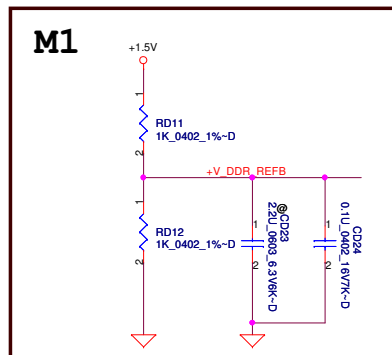 M1
+1.5V
1
RD11
1K_0402_1%~D
2
+V_DDR_REFB
1
RD12
1K_0402_1%~D
2
1
@CD23
2.2U_0603_6.3V6K~D
2
1
CD24
0.1U_0402_16V7K~D
2